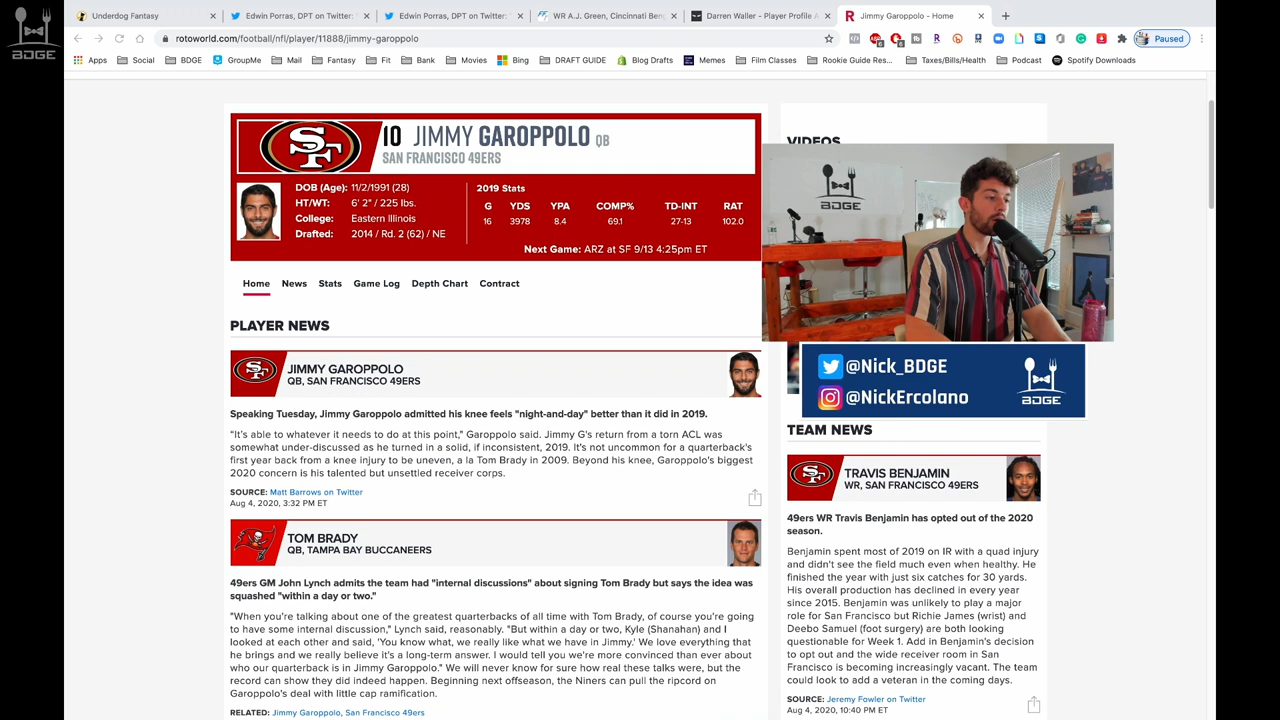 BDGE
Underdog Fantasy
Edwin Porras, DPT on Twitter:
Edwin Porras, DPT on Twitter:
WR A.J. Green, Cincinnati Beng
Darren Waller - Player Profile A
Jimmy Garoppolo - Home
rotoworld.com/football/nfl/player/11888/jimmy-garoppolo
Paused
Apps
Social
BDGE
GroupMe
Mail
Fantasy
Fit
Bank
Movies
Bing
DRAFT GUIDE
Blog Drafts
Memes
Film Classes
Rookie Guide Res...
Taxes/Bills/Health
Podcast
Spotify Downloads
SF
10 JIMMY GAROPPOLO QB
SAN FRANCISCO 49ERS
DOB (Age): 11/2/1991 (28)
HT/WT: 6' 2" / 225 lbs.
College: Eastern Illinois
Drafted: 2014 / Rd. 2 (62) / NE
2019 Stats
G YDS YPA COMP% TD-INT RAT
16 3978 8.4 69.1 27-13 102.0
Next Game: ARZ at SF 9/13 4:25pm ET
Home News Stats Game Log Depth Chart Contract
PLAYER NEWS
SF
JIMMY GAROPPOLO
QB, SAN FRANCISCO 49ERS
Speaking Tuesday, Jimmy Garoppolo admitted his knee feels "night-and-day" better than it did in 2019.
"It's able to whatever it needs to do at this point," Garoppolo said. Jimmy G's return from a torn ACL was
somewhat under-discussed as he turned in a solid, if inconsistent, 2019. It's not uncommon for a quarterback's
first year back from a knee injury to be uneven, a la Tom Brady in 2009. Beyond his knee, Garoppolo's biggest
2020 concern is his talented but unsettled receiver corps.
SOURCE: Matt Barrows on Twitter
Aug 4, 2020, 3:32 PM ET
TOM BRADY
QB, TAMPA BAY BUCCANEERS
49ers GM John Lynch admits the team had "internal discussions" about signing Tom Brady but says the idea was
squashed "within a day or two."
"When you're talking about one of the greatest quarterbacks of all time with Tom Brady, of course you're going
to have some internal discussion," Lynch said, reasonably. "But within a day or two, Kyle (Shanahan) and I
looked at each other and said, 'You know what, we really like what we have in Jimmy.' We love everything that
he brings and we really believe it's a long-term answer. I would tell you we're more convinced than ever about
who our quarterback is in Jimmy Garoppolo." We will never know for sure how real these talks were, but the
record can show they did indeed happen. Beginning next offseason, the Niners can pull the ripcord on
Garoppolo's deal with little cap ramification.
RELATED: Jimmy Garoppolo, San Francisco 49ers
VIDEOS
BDGE
@Nick_BDGE
@NickErcolano
BDGE
TEAM NEWS
SF
TRAVIS BENJAMIN
WR, SAN FRANCISCO 49ERS
49ers WR Travis Benjamin has opted out of the 2020
season.
Benjamin spent most of 2019 on IR with a quad injury
and didn't see the field much even when healthy. He
finished the year with just six catches for 30 yards.
His overall production has declined in every year
since 2015. Benjamin was unlikely to play a major
role for San Francisco but Richie James (wrist) and
Deebo Samuel (foot surgery) are both looking
questionable for Week 1. Add in Benjamin's decision
to opt out and the wide receiver room in San
Francisco is becoming increasingly vacant. The team
could look to add a veteran in the coming days.
SOURCE: Jeremy Fowler on Twitter
Aug 4, 2020, 10:40 PM ET